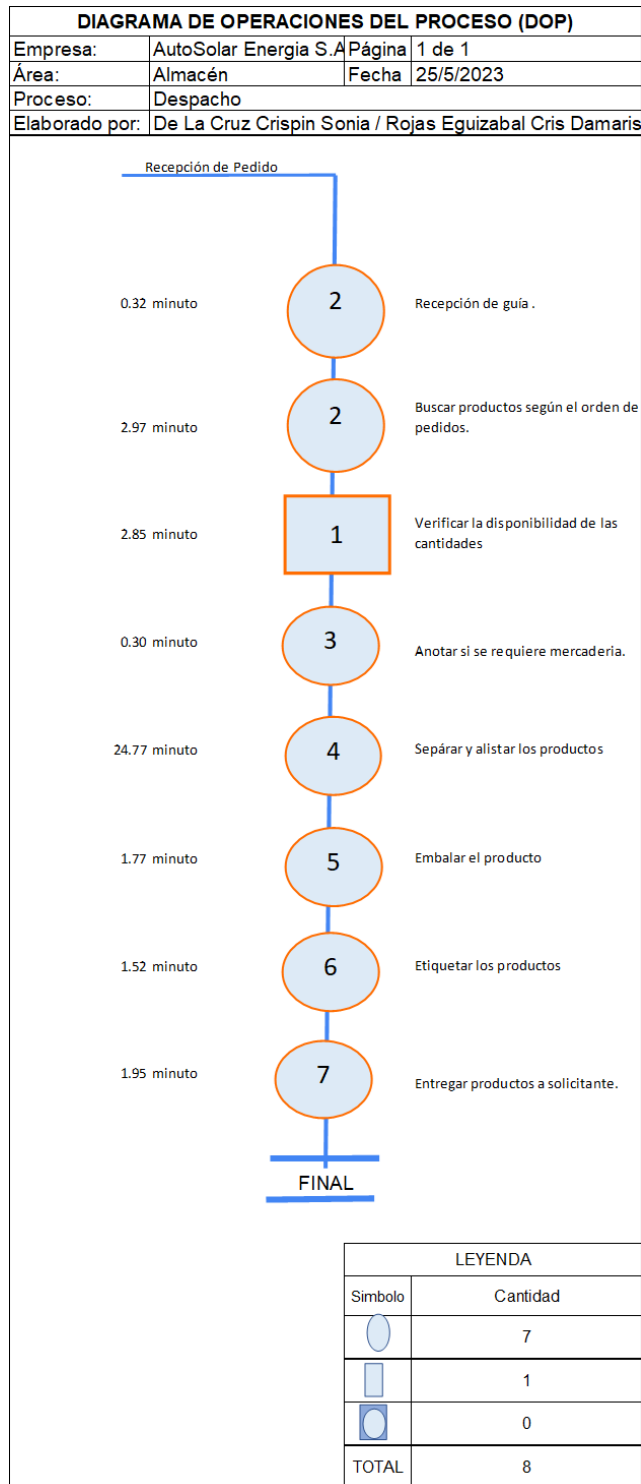 DIAGRAMA DE OPERACIONES DEL PROCESO (DOP)
Empresa: AutoSolar Energia S.A Página 1 de 1
Área: Almacén Fecha 25/5/2023
Proceso: Despacho
Elaborado por: De La Cruz Crispin Sonia / Rojas Eguizabal Cris Damaris
Recepción de Pedido
0.32 minuto 2 Recepción de guía .
2.97 minuto 2 Buscar productos según el orden de
pedidos.
2.85 minuto 1 Verificar la disponibilidad de las
cantidades
0.30 minuto 3 Anotar si se requiere mercaderia.
24.77 minuto 4 Sepárar y alistar los productos
1.77 minuto 5 Embalar el producto
1.52 minuto 6 Etiquetar los productos
1.95 minuto 7 Entregar productos a solicitante.
FINAL
LEYENDA
Simbolo Cantidad
7
1
0
TOTAL 8